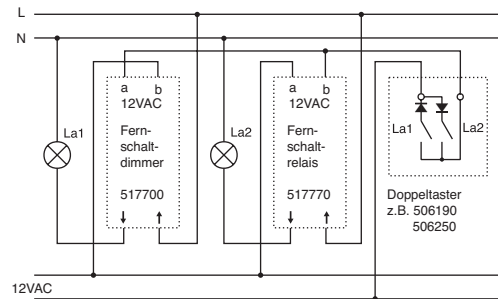 L
N
a b
12VAC
Fern-
schalt-
dimmer
517700
La1
a b
12VAC
Fern-
schalt-
relais
517770
La2
La1 La2
Doppeltaster
z.B. 506190
506250
12VAC